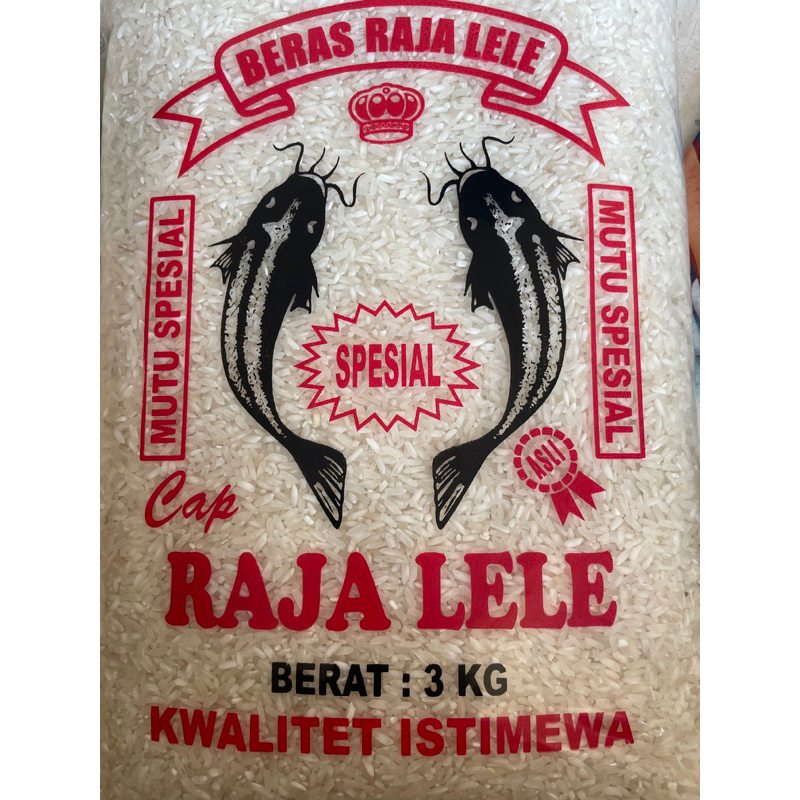 BERAS RAJA LELE
MUTU SPESIAL
MUTU SPESIAL
SPESIAL
ASLI
Cap
RAJA LELE
BERAT : 3 KG
KWALITET ISTIMEWA